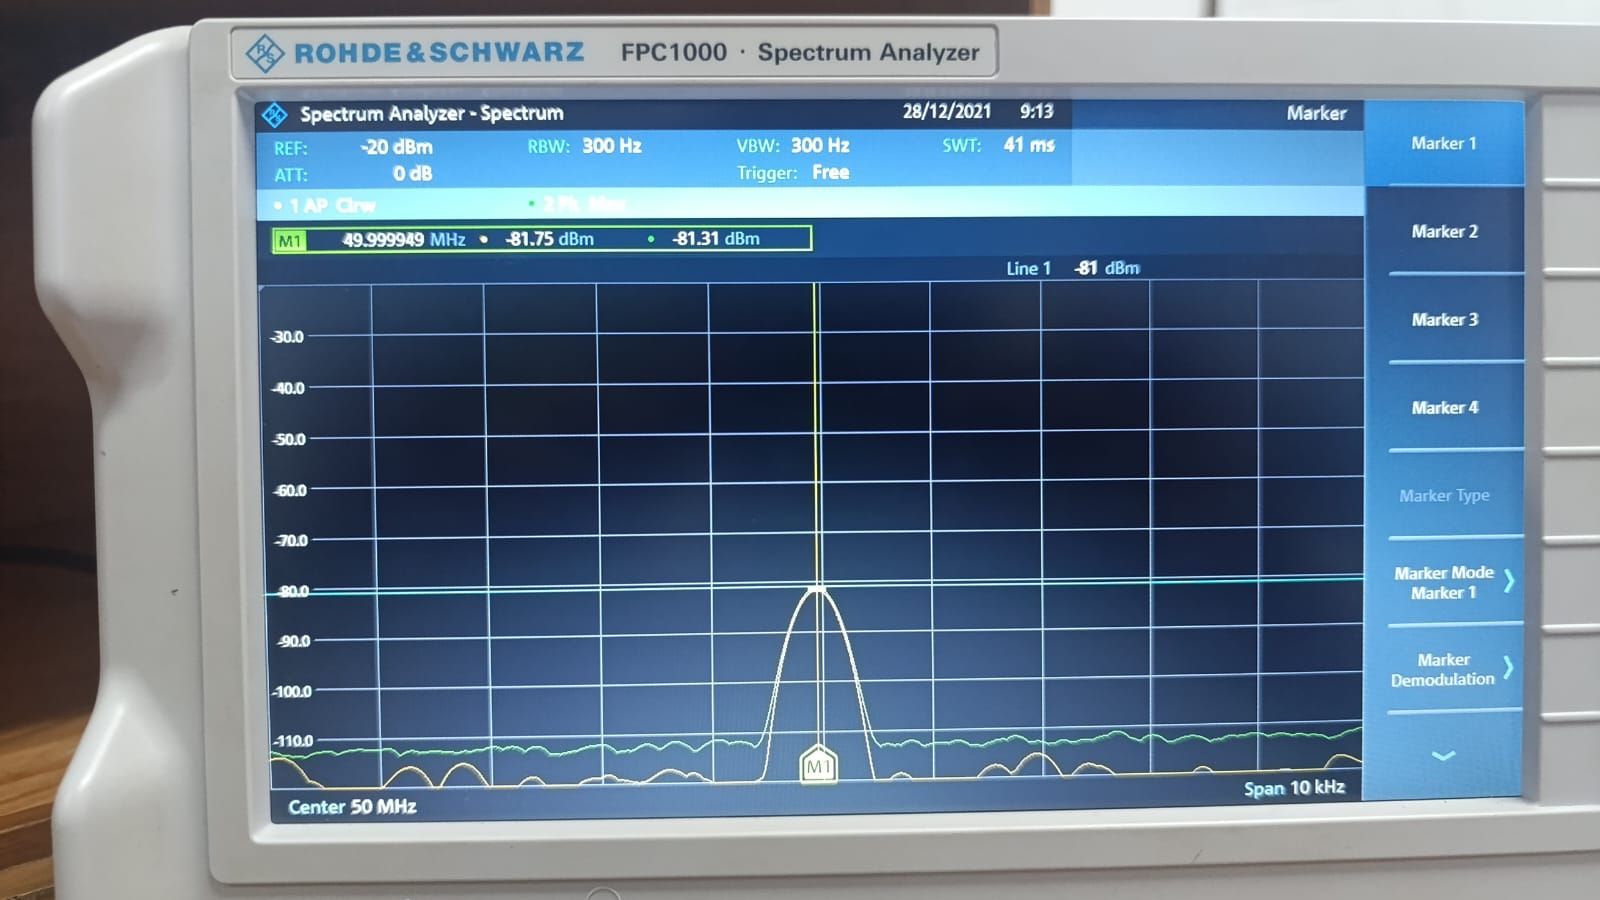 ROHDE&SCHWARZ FPC1000 · Spectrum Analyzer
Spectrum Analyzer - Spectrum 28/12/2021 9:13 Marker
REF: -20 dBm RBW: 300 Hz VBW: 300 Hz SWT: 41 ms
ATT: 0 dB Trigger: Free
• 1 AP Clrw • 2 Pk Max
M1 49.999949 MHz • -81.75 dBm • -81.31 dBm
Line 1 -81 dBm
-30.0
-40.0
-50.0
-60.0
-70.0
-80.0
-90.0
-100.0
-110.0
M1
Center 50 MHz Span 10 kHz
Marker 1
Marker 2
Marker 3
Marker 4
Marker Type
Marker Mode
Marker 1
Marker
Demodulation